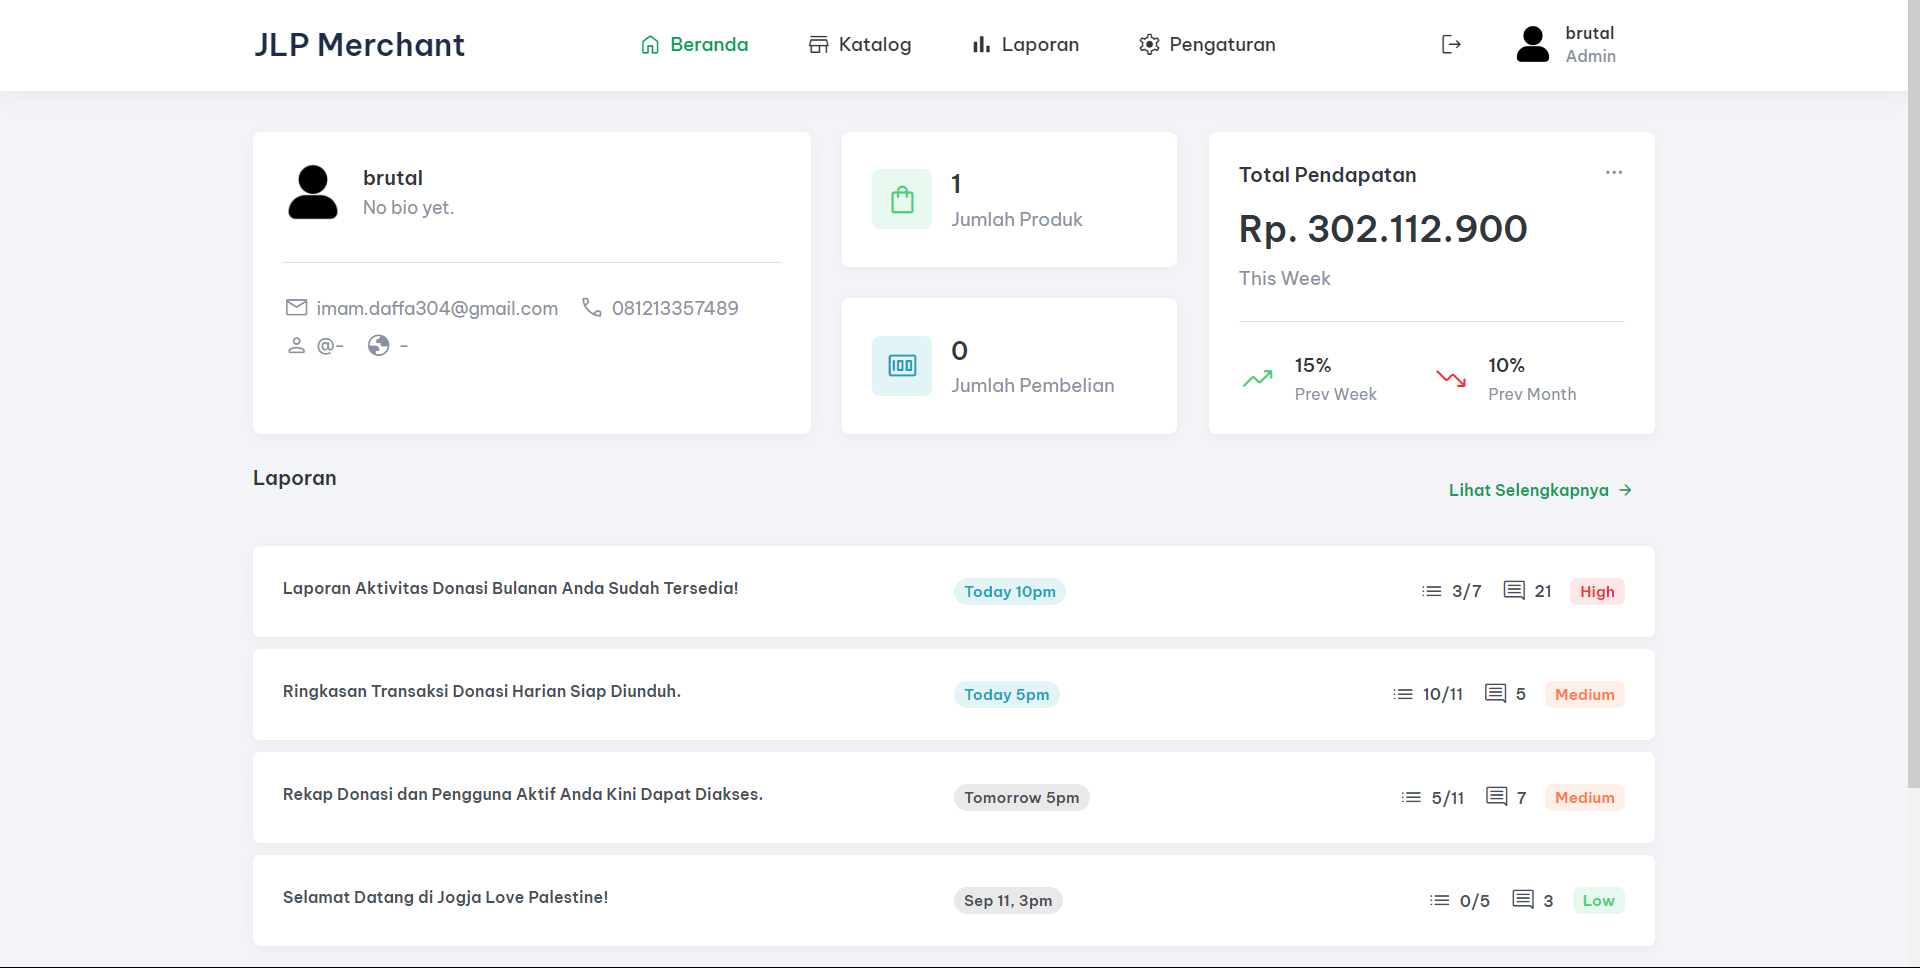 JLP Merchant
Beranda
Katalog
Laporan
Pengaturan
brutal
Admin
brutal
No bio yet.
imam.daffa304@gmail.com
081213357489
@-
-
1
Jumlah Produk
100
0
Jumlah Pembelian
Total Pendapatan
Rp. 302.112.900
This Week
15%
Prev Week
10%
Prev Month
Laporan
Lihat Selengkapnya
Laporan Aktivitas Donasi Bulanan Anda Sudah Tersedia!
Today 10pm
3/7
21
High
Ringkasan Transaksi Donasi Harian Siap Diunduh.
Today 5pm
10/11
5
Medium
Rekap Donasi dan Pengguna Aktif Anda Kini Dapat Diakses.
Tomorrow 5pm
5/11
7
Medium
Selamat Datang di Jogja Love Palestine!
Sep 11, 3pm
0/5
3
Low